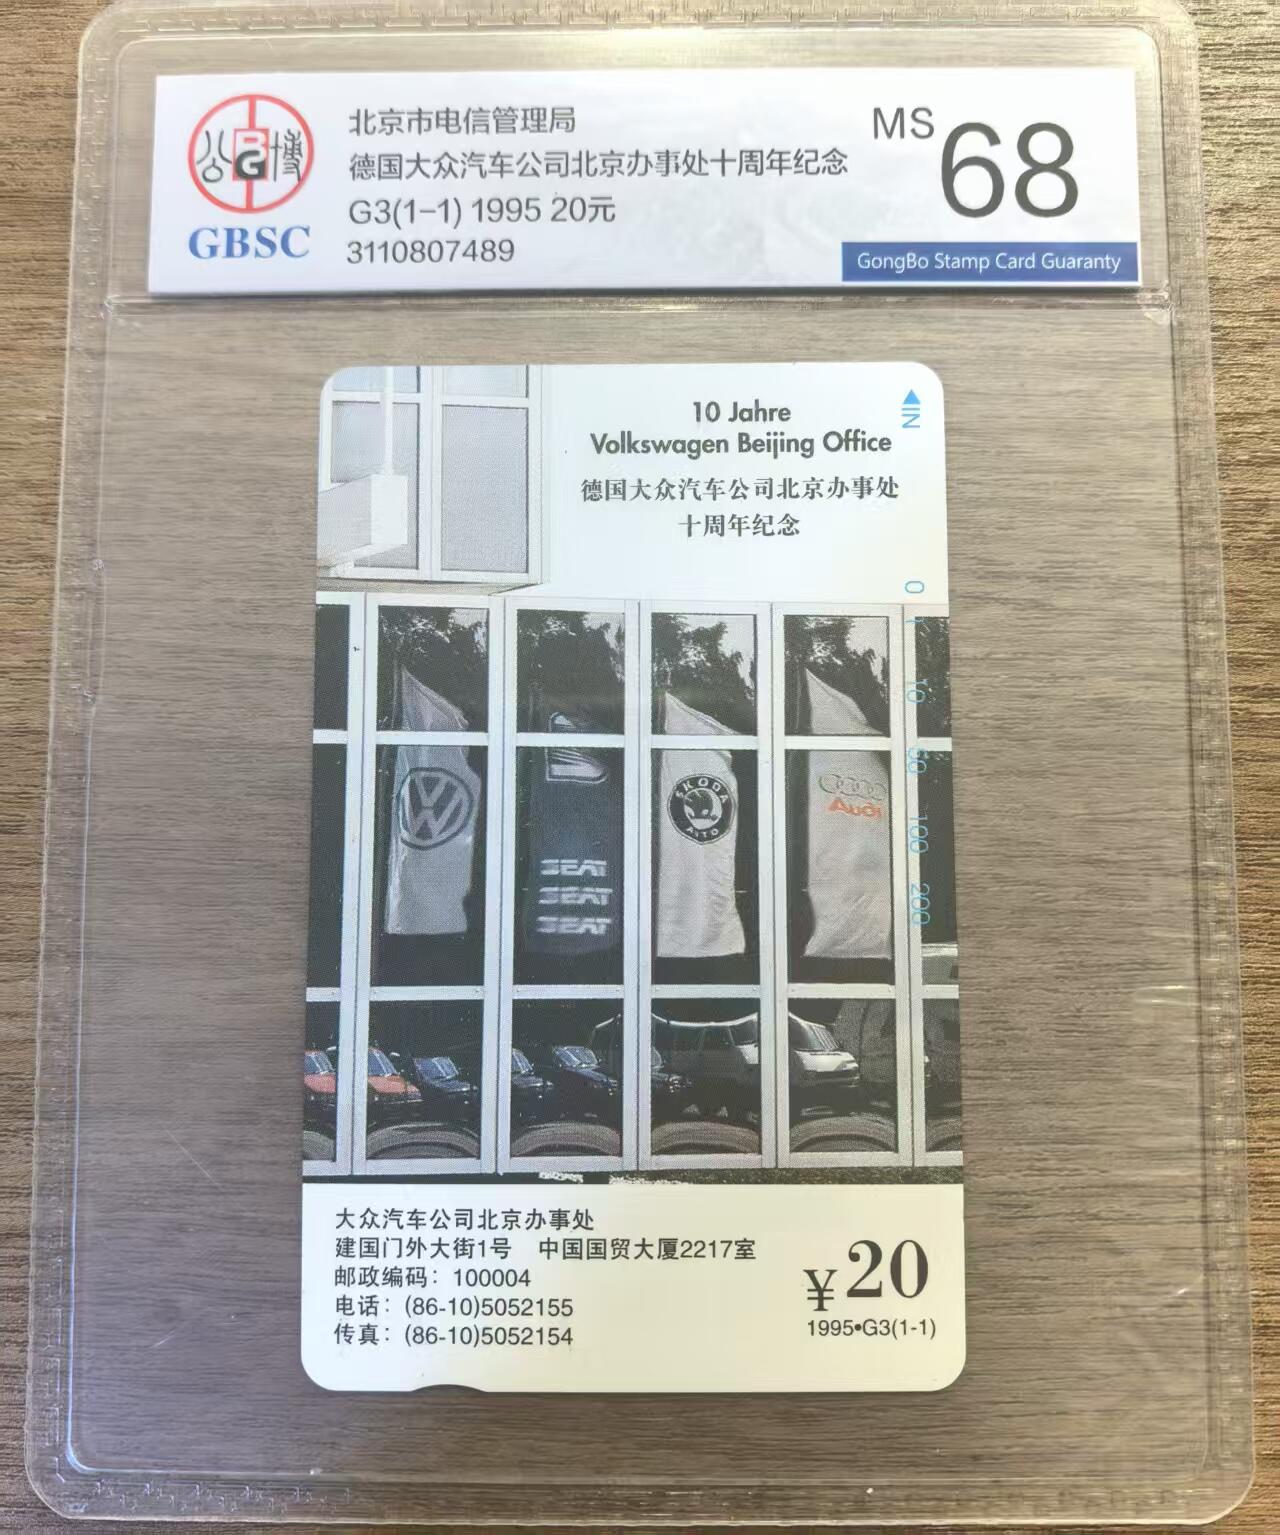 公博
BG
GBSC
北京市电信管理局
德国大众汽车公司北京办事处十周年纪念
G3(1-1) 1995 20元
3110807489
MS 68
GongBo Stamp Card Guaranty
10 Jahre
Volkswagen Beijing Office
德国大众汽车公司北京办事处
十周年纪念
IN
0
1
10
50
100
200
VW
SEAT
SEAT
SEAT
SKODA
AUTO
Audi
大众汽车公司北京办事处
建国门外大街1号 中国国贸大厦2217室
邮政编码：100004
电话：(86-10)5052155
传真：(86-10)5052154
¥20
1995•G3(1-1)